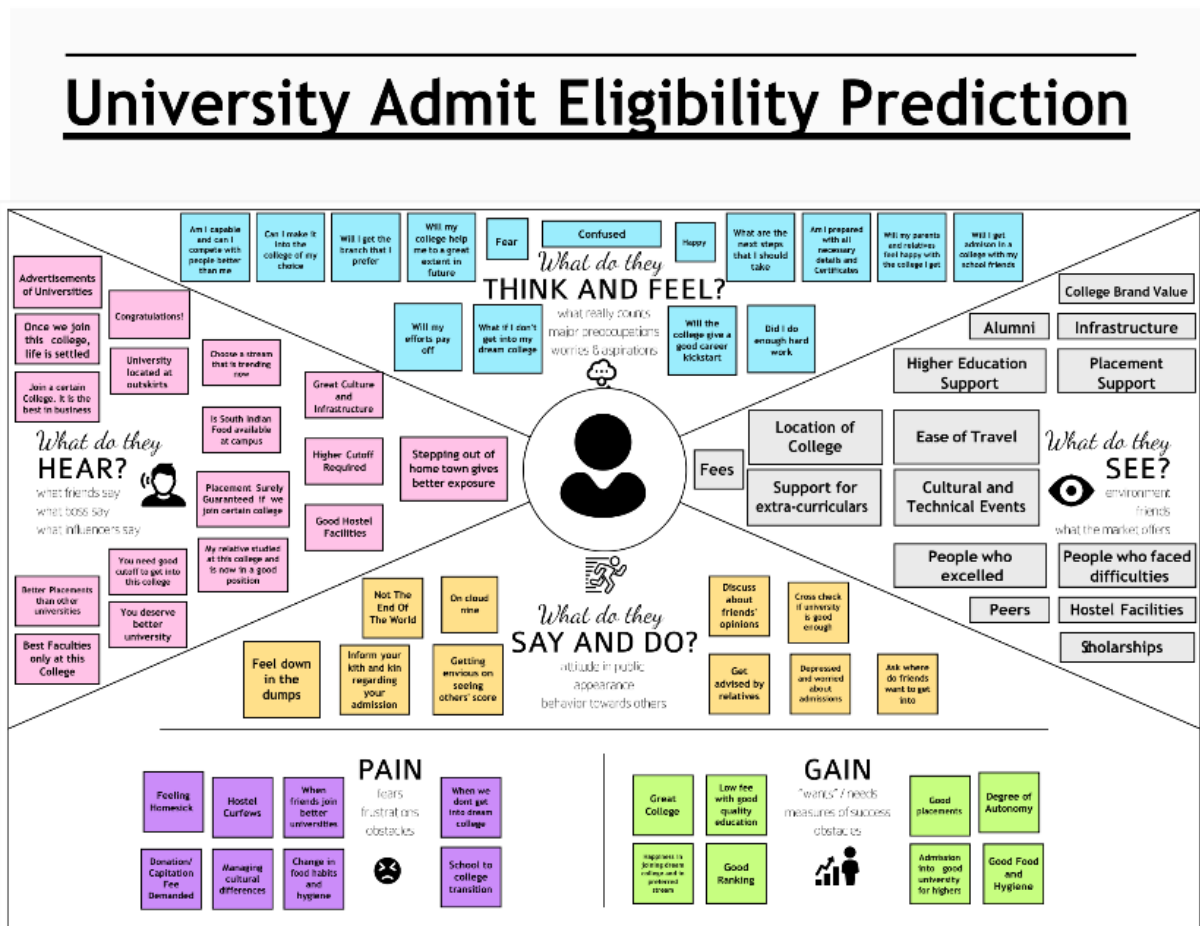 University Admit Eligibility Prediction
Am I capable
and can I
compete with
people better
than me
Can I make it
into the
college of my
choice
Will I get the
branch that I
prefer
Will my
college help
me to a great
extent in
future
Fear
Confused
Happy
What are the
next steps
that I should
take
Am I prepared
with all
necessary
details and
Certificates
Will my parents
and relatives
feel happy with
the college I get
Will I get
admison in a
college with my
school friends
What do they
THINK AND FEEL?
what really counts
major preoccupations
worries & aspirations
Will my
efforts pay
off
What if I don't
get into my
dream college
Will the
college give a
good career
kickstart
Did I do
enough hard
work
Advertisements
of Universities
Congratulations!
Once we join
this college,
life is settled
University
located at
outskirts
Choose a stream
that is trending
now
Join a certain
College. It is the
best in business
Great Culture
and
Infrastructure
Is South Indian
Food available
at campus
What do they
HEAR?
what friends say
what boss say
what influencers say
Higher Cutoff
Required
Stepping out of
home town gives
better exposure
Placement Surely
Guaranteed if we
join certain college
Good Hostel
Facilities
You need good
cutoff to get into
this college
My relative studied
at this college and
is now in a good
position
Better Placements
than other
universities
You deserve
better
university
Best Faculties
only at this
College
College Brand Value
Alumni
Infrastructure
Higher Education
Support
Placement
Support
Location of
College
Ease of Travel
What do they
SEE?
environment
friends
what the market offers
Fees
Support for
extra-curriculars
Cultural and
Technical Events
People who
excelled
People who faced
difficulties
Peers
Hostel Facilities
Sholarships
Not The
End Of
The World
On cloud
nine
What do they
SAY AND DO?
attitude in public
appearance
behavior towards others
Discuss
about
friends'
opinions
Cross check
if university
is good
enough
Feel down
in the
dumps
Inform your
kith and kin
regarding
your
admission
Getting
envious on
seeing
others' score
Get
advised by
relatives
Depressed
and worried
about
admissions
Ask where
do friends
want to get
into
PAIN
fears
frustrations
obstacles
Feeling
Homesick
Hostel
Curfews
When
friends join
better
universities
When we
dont get
into dream
college
Donation/
Capitation
Fee
Demanded
Managing
cultural
differences
Change in
food habits
and
hygiene
School to
college
transition
GAIN
"wants" / needs
measures of success
obstacles
Great
College
Low fee
with good
quality
education
Good
placements
Degree of
Autonomy
Happiness in
joining dream
college and in
preferred
stream
Good
Ranking
Admission
into good
university
for highers
Good Food
and
Hygiene